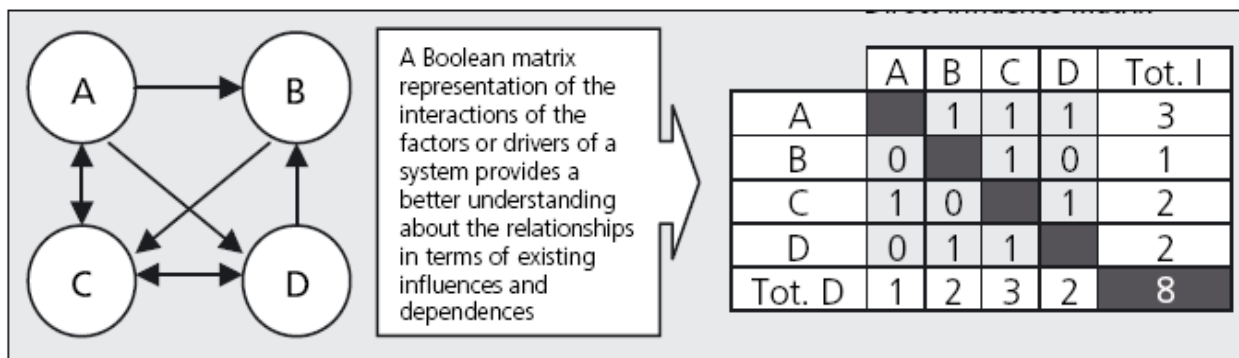 A
B
C
D
A Boolean matrix
representation of the
interactions of the
factors or drivers of a
system provides a
better understanding
about the relationships
in terms of existing
influences and
dependences
A B C D Tot. I
A 1 1 1 3
B 0 1 0 1
C 1 0 1 2
D 0 1 1 2
Tot. D 1 2 3 2 8